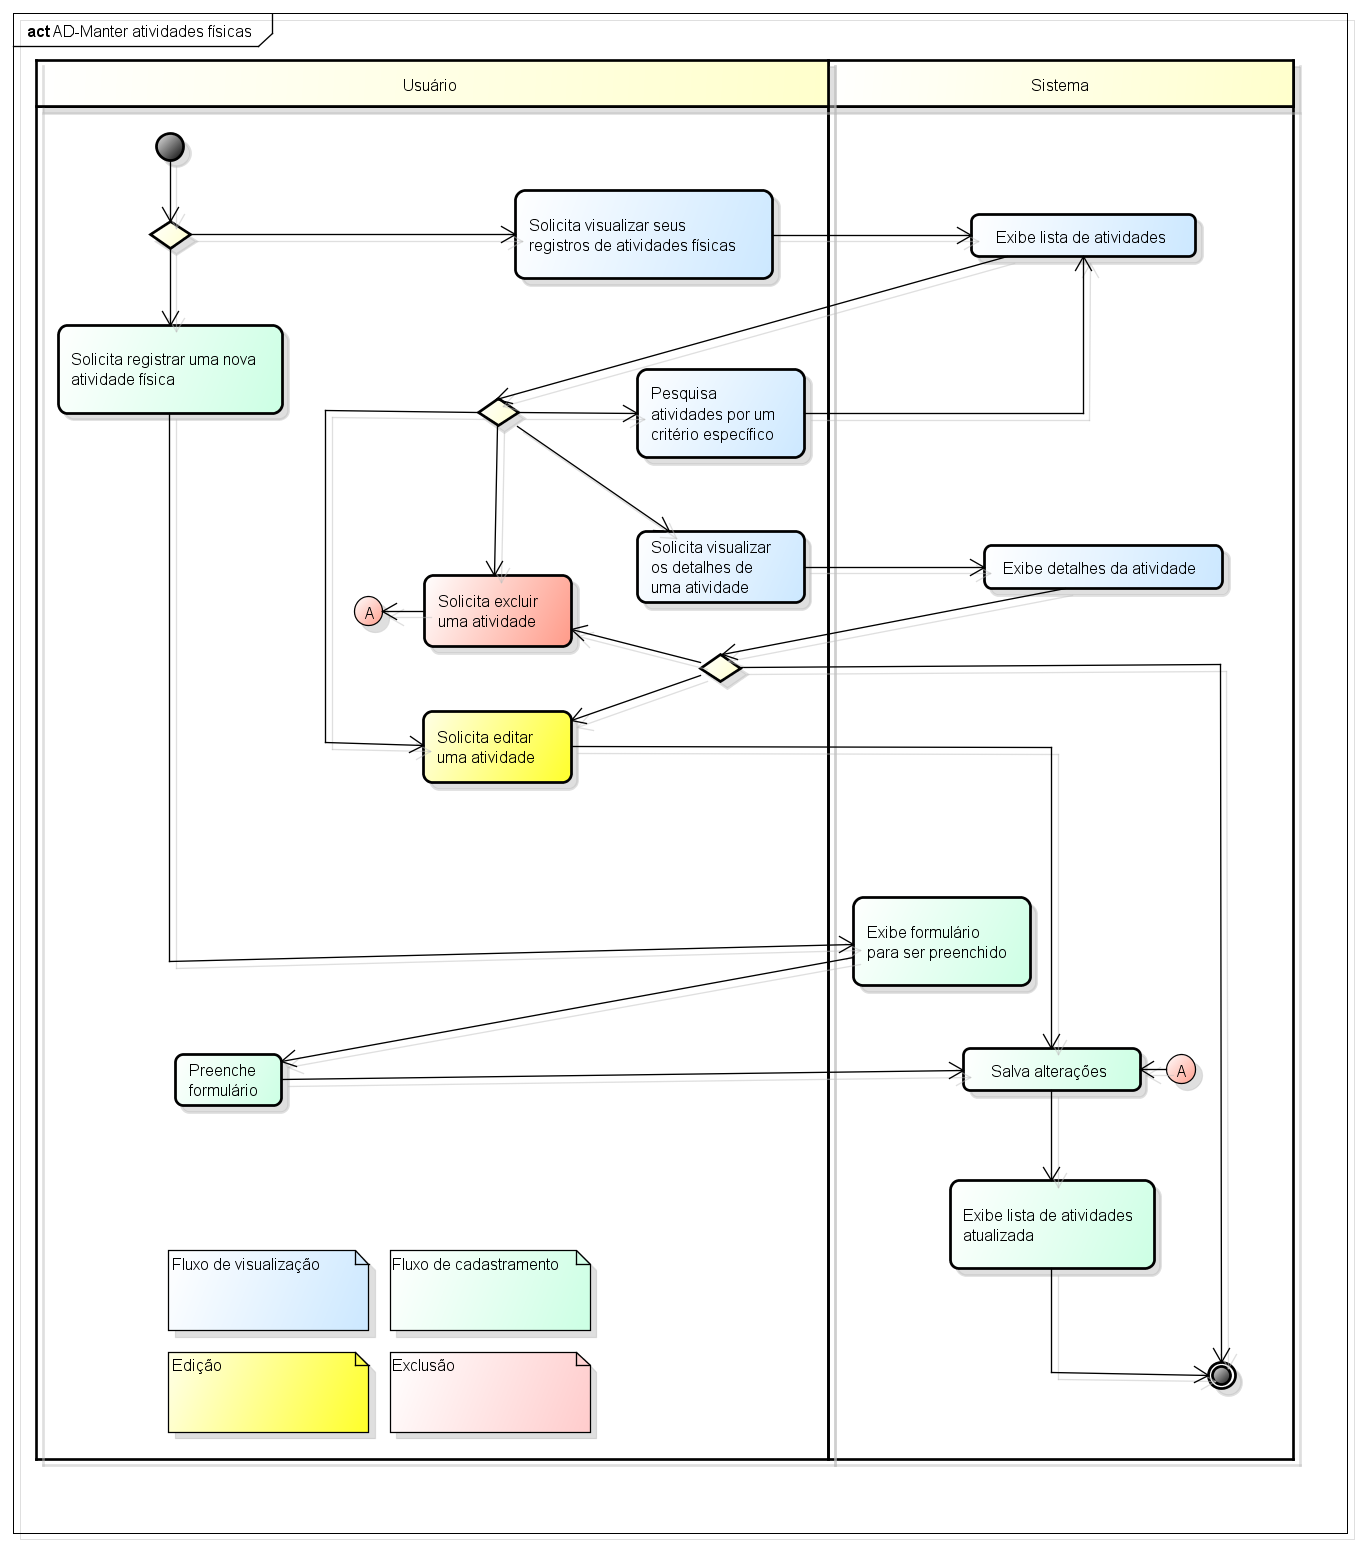 act AD-Manter atividades físicas
Usuário
Sistema
Solicita visualizar seus
registros de atividades físicas
Exibe lista de atividades
Solicita registrar uma nova
atividade física
Pesquisa
atividades por um
critério específico
Solicita visualizar
os detalhes de
uma atividade
Exibe detalhes da atividade
Solicita excluir
uma atividade
A
Solicita editar
uma atividade
Exibe formulário
para ser preenchido
Preenche
formulário
Salva alterações
A
Exibe lista de atividades
atualizada
Fluxo de visualização
Fluxo de cadastramento
Edição
Exclusão